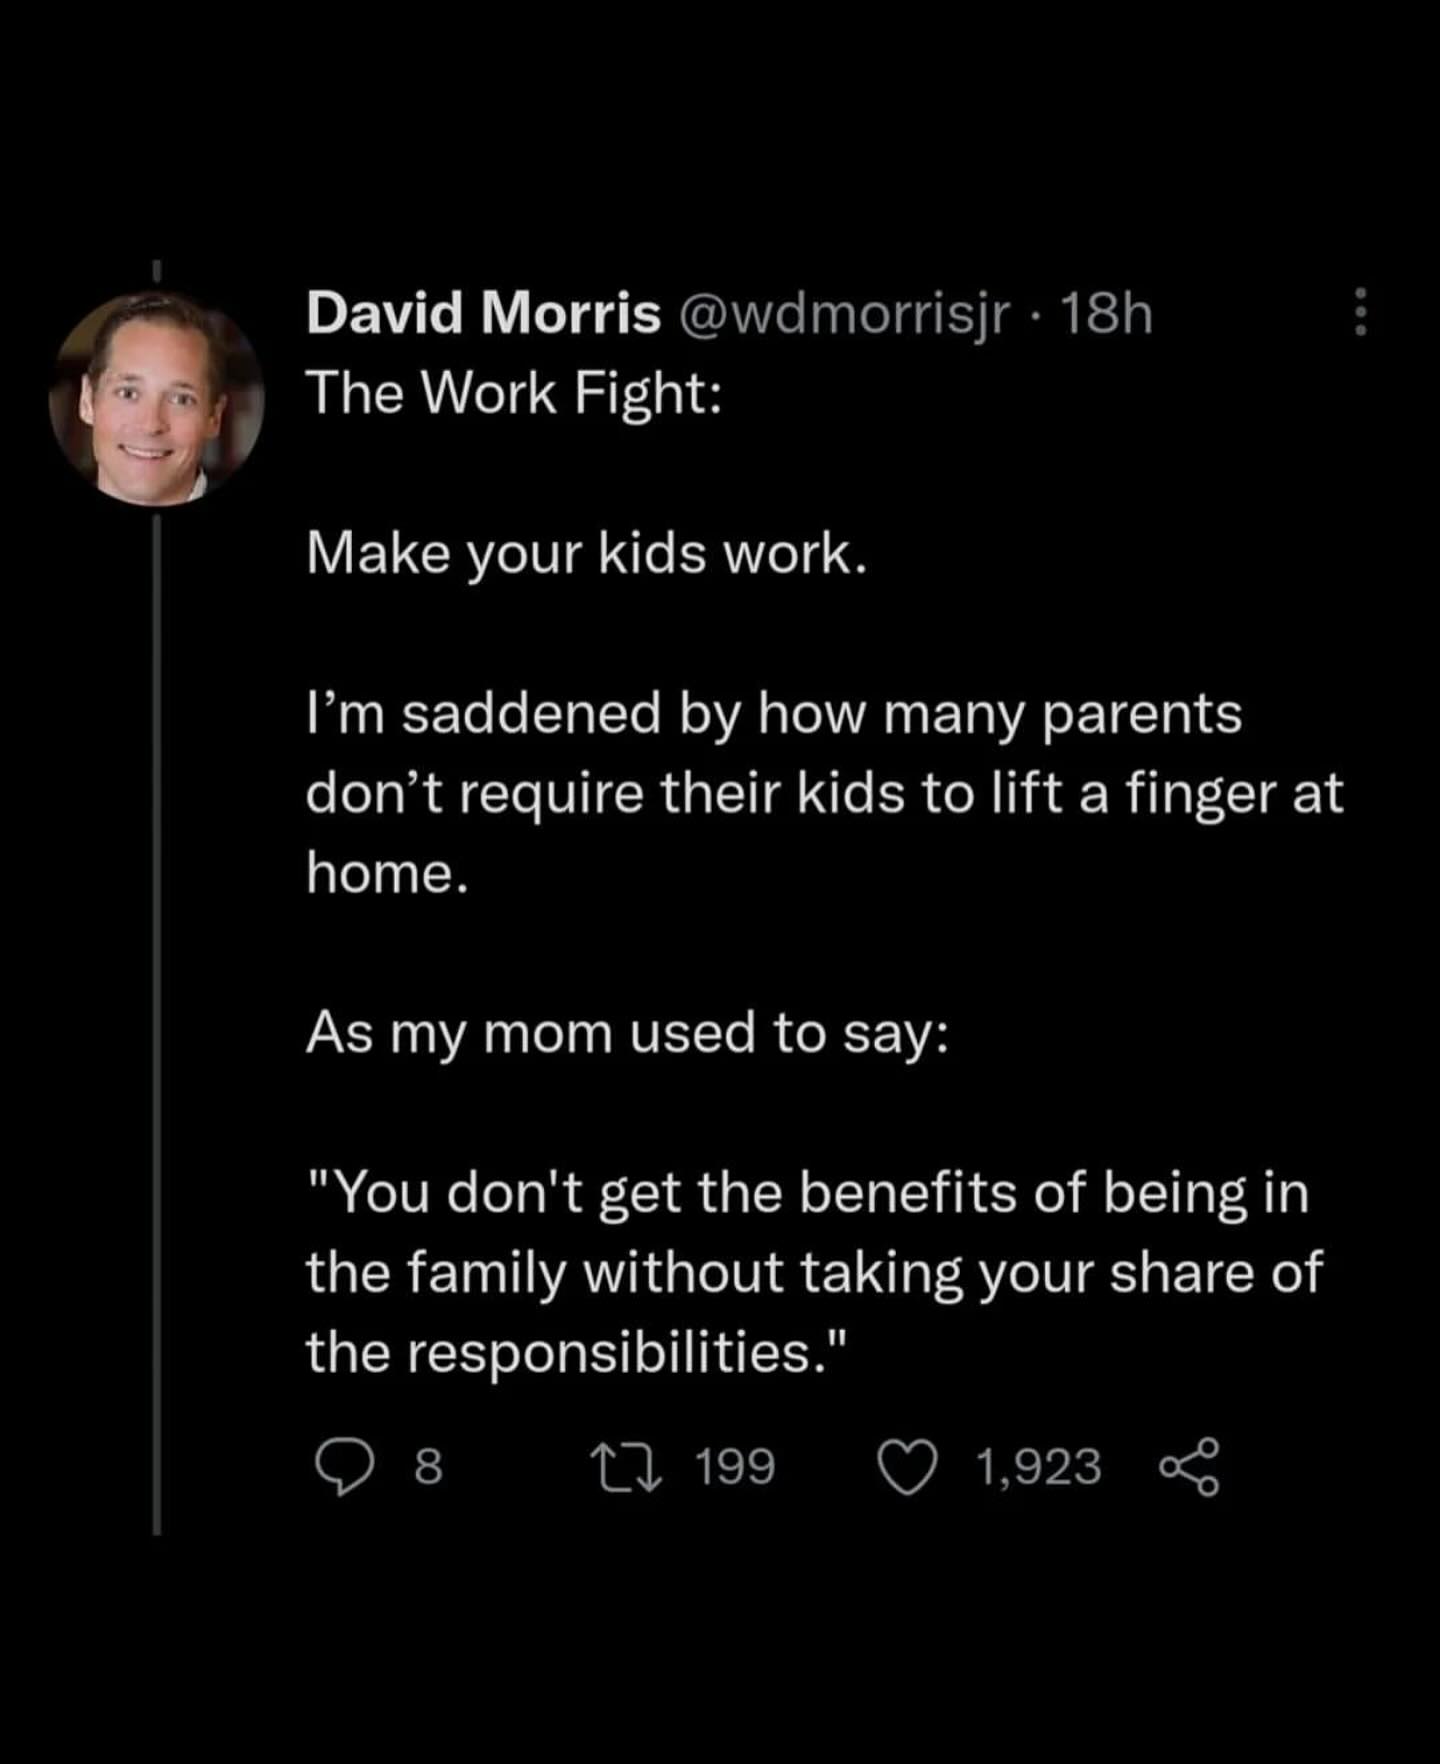 David Morris @wdmorrisjr · 18h
The Work Fight:
Make your kids work.
I’m saddened by how many parents
don’t require their kids to lift a finger at
home.
As my mom used to say:
"You don't get the benefits of being in
the family without taking your share of
the responsibilities."
8 199 1,923